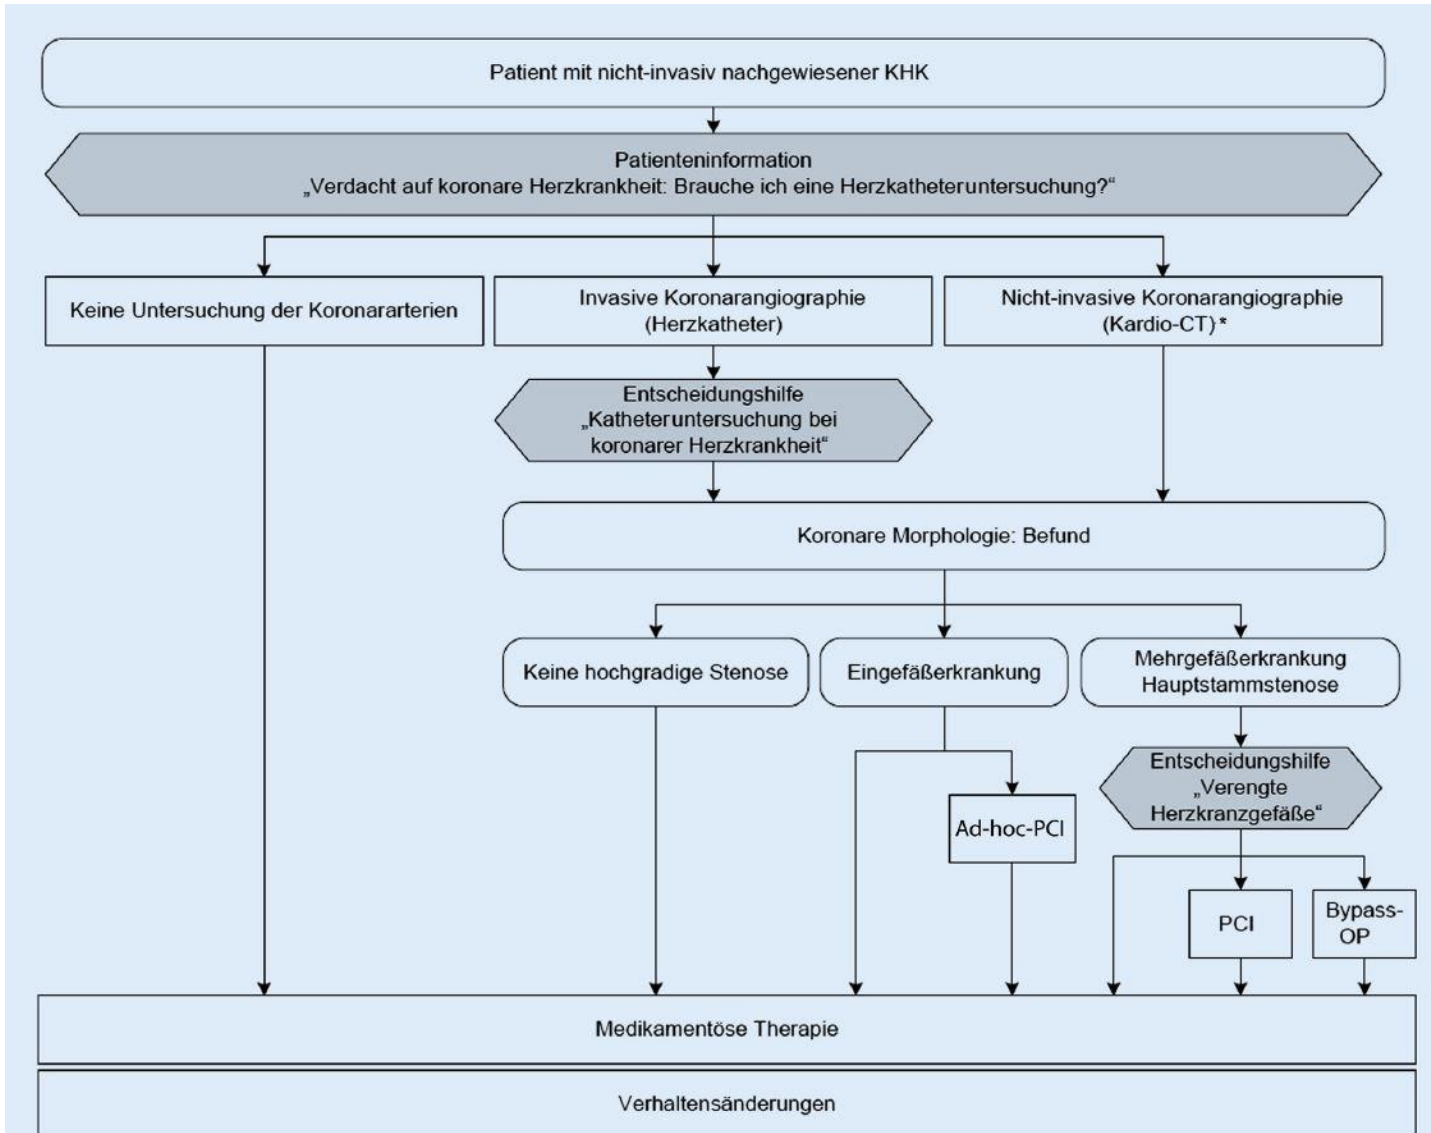 Patient mit nicht-invasiv nachgewiesener KHK
Patienteninformation
„Verdacht auf koronare Herzkrankheit: Brauche ich eine Herzkatheteruntersuchung?“
Keine Untersuchung der Koronararterien
Invasive Koronarangiographie
(Herzkatheter)
Nicht-invasive Koronarangiographie
(Kardio-CT)*
Entscheidungshilfe
„Katheteruntersuchung bei
koronarer Herzkrankheit“
Koronare Morphologie: Befund
Keine hochgradige Stenose
Eingefäßerkrankung
Mehrgefäßerkrankung
Hauptstammstenose
Entscheidungshilfe
„Verengte
Herzkranzgefäße“
Ad-hoc-PCI
PCI
Bypass-
OP
Medikamentöse Therapie
Verhaltensänderungen